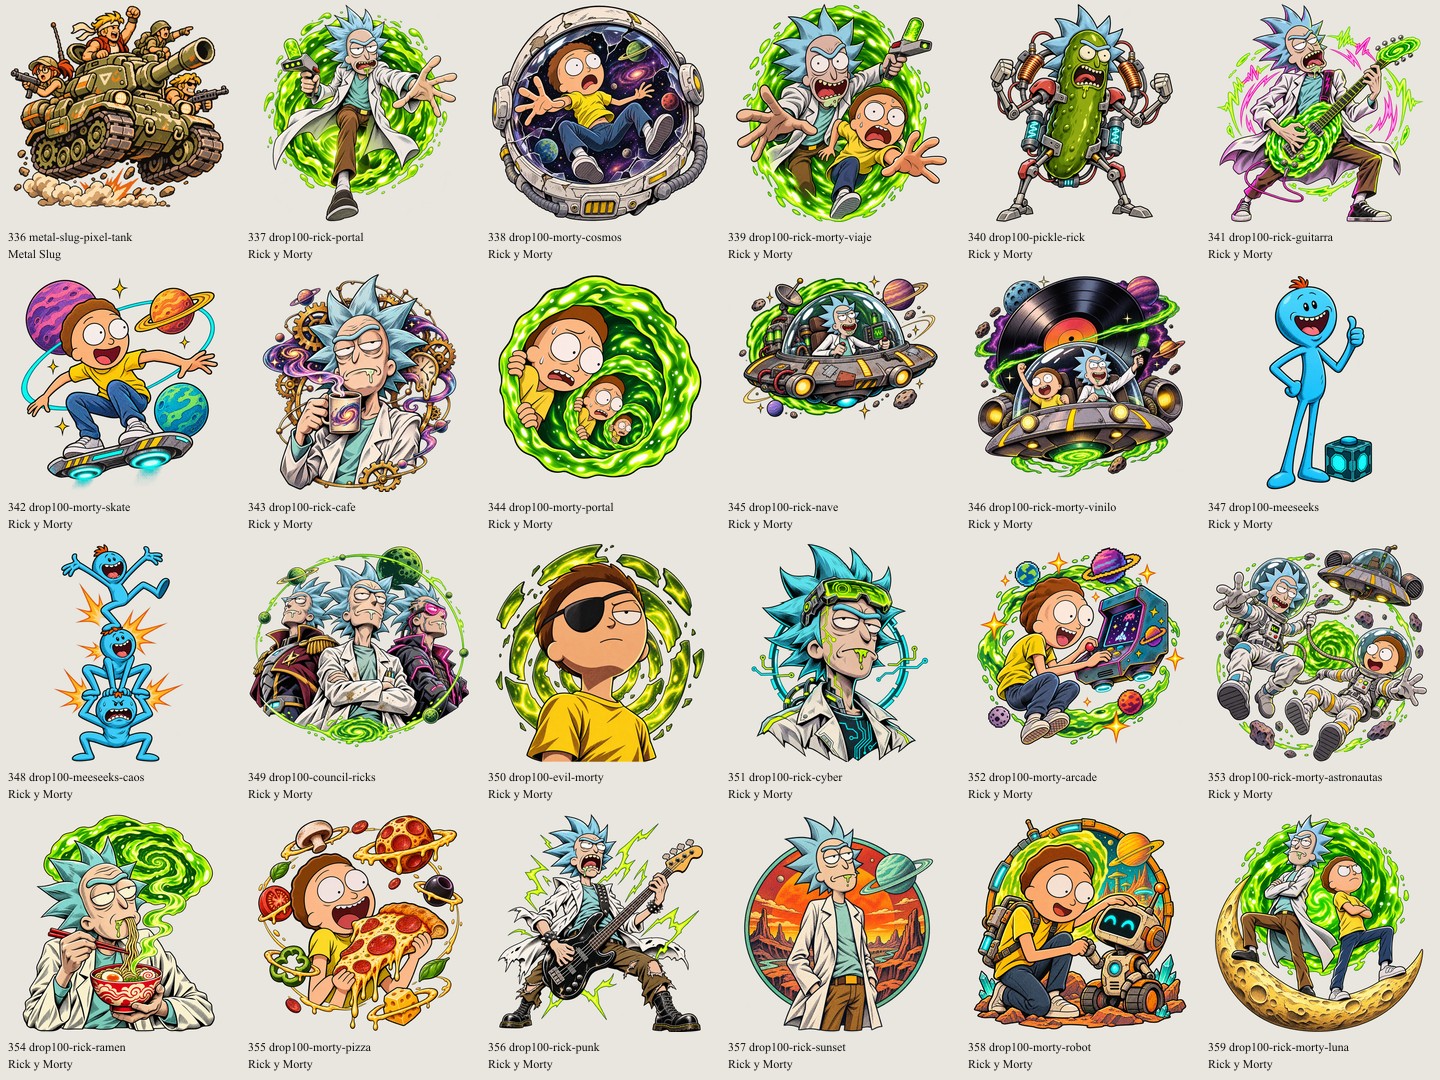 336 metal-slug-pixel-tank
Metal Slug
337 drop100-rick-portal
Rick y Morty
338 drop100-morty-cosmos
Rick y Morty
339 drop100-rick-morty-viaje
Rick y Morty
340 drop100-pickle-rick
Rick y Morty
341 drop100-rick-guitarra
Rick y Morty
342 drop100-morty-skate
Rick y Morty
343 drop100-rick-cafe
Rick y Morty
344 drop100-morty-portal
Rick y Morty
345 drop100-rick-nave
Rick y Morty
346 drop100-rick-morty-vinilo
Rick y Morty
347 drop100-meeseeks
Rick y Morty
348 drop100-meeseeks-caos
Rick y Morty
349 drop100-council-ricks
Rick y Morty
350 drop100-evil-morty
Rick y Morty
351 drop100-rick-cyber
Rick y Morty
352 drop100-morty-arcade
Rick y Morty
353 drop100-rick-morty-astronautas
Rick y Morty
354 drop100-rick-ramen
Rick y Morty
355 drop100-morty-pizza
Rick y Morty
356 drop100-rick-punk
Rick y Morty
357 drop100-rick-sunset
Rick y Morty
358 drop100-morty-robot
Rick y Morty
359 drop100-rick-morty-luna
Rick y Morty